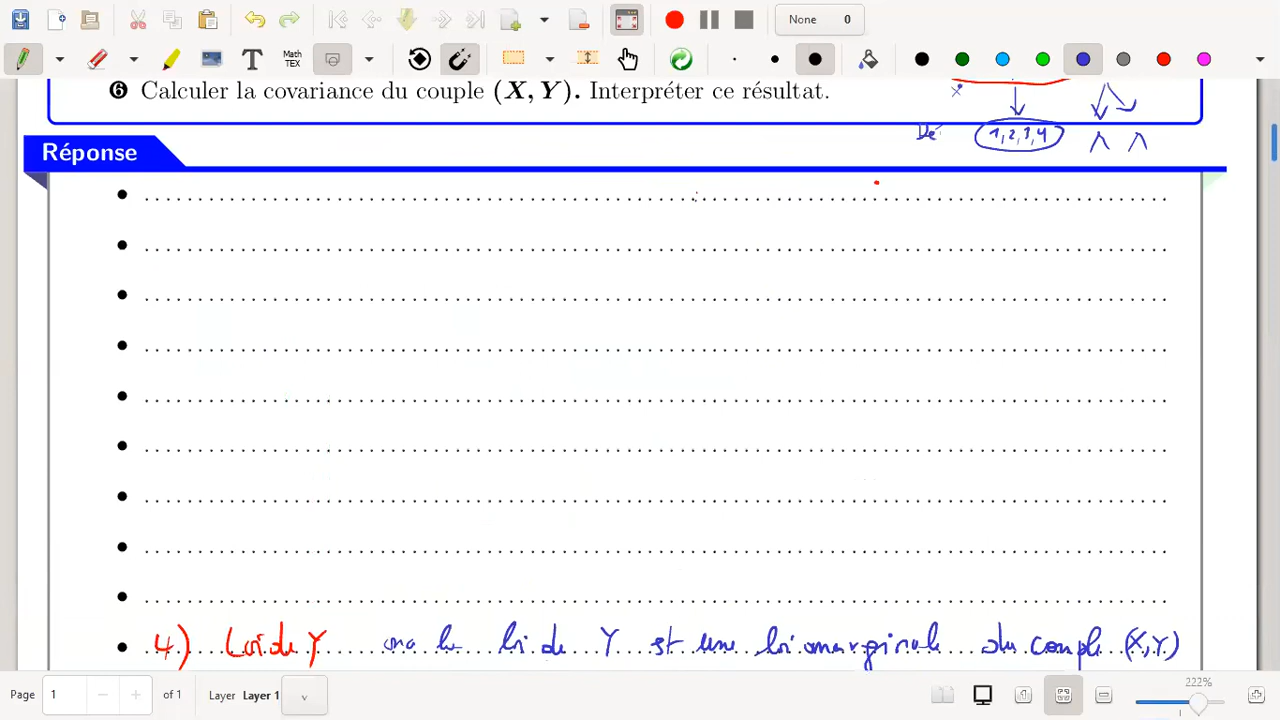 None 0
Math
TEX
❻ Calculer la covariance du couple (X, Y). Interpréter ce résultat.
Dé: 1,2,3,4
Réponse
4) Loi de Y on a la loi de Y est une loi marginale du couple (X,Y)
Page 1 of 1 Layer Layer 1 222%